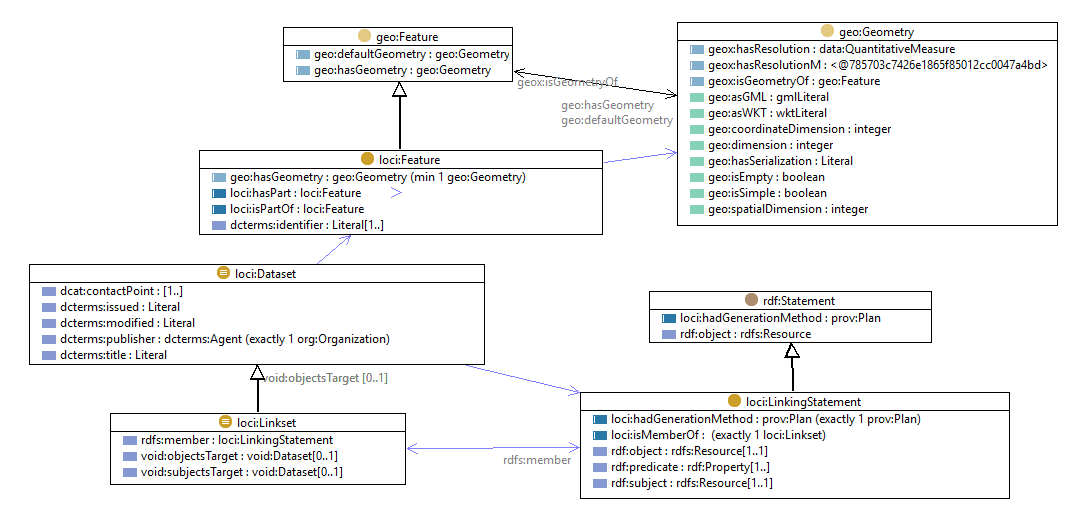 geo:Feature
geo:defaultGeometry : geo:Geometry
geo:hasGeometry : geo:Geometry
geo:Geometry
geox:hasResolution : data:QuantitativeMeasure
geox:hasResolutionM : <@785703c7426e1865f85012cc0047a4bd>
geox:isGeometryOf : geo:Feature
geo:asGML : gmlLiteral
geo:asWKT : wktLiteral
geo:coordinateDimension : integer
geo:dimension : integer
geo:hasSerialization : Literal
geo:isEmpty : boolean
geo:isSimple : boolean
geo:spatialDimension : integer
geox:isGeometryOf
geo:hasGeometry
geo:defaultGeometry
loci:Feature
geo:hasGeometry : geo:Geometry (min 1 geo:Geometry)
loci:hasPart : loci:Feature
loci:isPartOf : loci:Feature
dcterms:identifier : Literal[1..]
loci:Dataset
dcat:contactPoint : [1..]
dcterms:issued : Literal
dcterms:modified : Literal
dcterms:publisher : dcterms:Agent (exactly 1 org:Organization)
dcterms:title : Literal
rdf:Statement
loci:hadGenerationMethod : prov:Plan
rdf:object : rdfs:Resource
void:objectsTarget [0..1]
loci:Linkset
rdfs:member : loci:LinkingStatement
void:objectsTarget : void:Dataset[0..1]
void:subjectsTarget : void:Dataset[0..1]
rdfs:member
loci:LinkingStatement
loci:hadGenerationMethod : prov:Plan (exactly 1 prov:Plan)
loci:isMemberOf : (exactly 1 loci:Linkset)
rdf:object : rdfs:Resource[1..1]
rdf:predicate : rdf:Property[1..]
rdf:subject : rdfs:Resource[1..1]